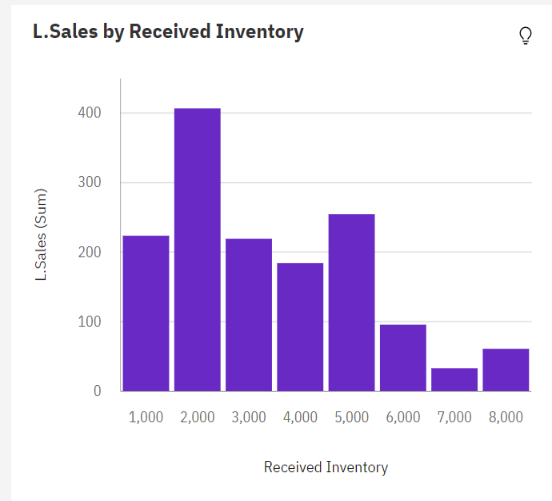 L.Sales by Received Inventory
L.Sales (Sum)
400
300
200
100
0
1,000 2,000 3,000 4,000 5,000 6,000 7,000 8,000
Received Inventory